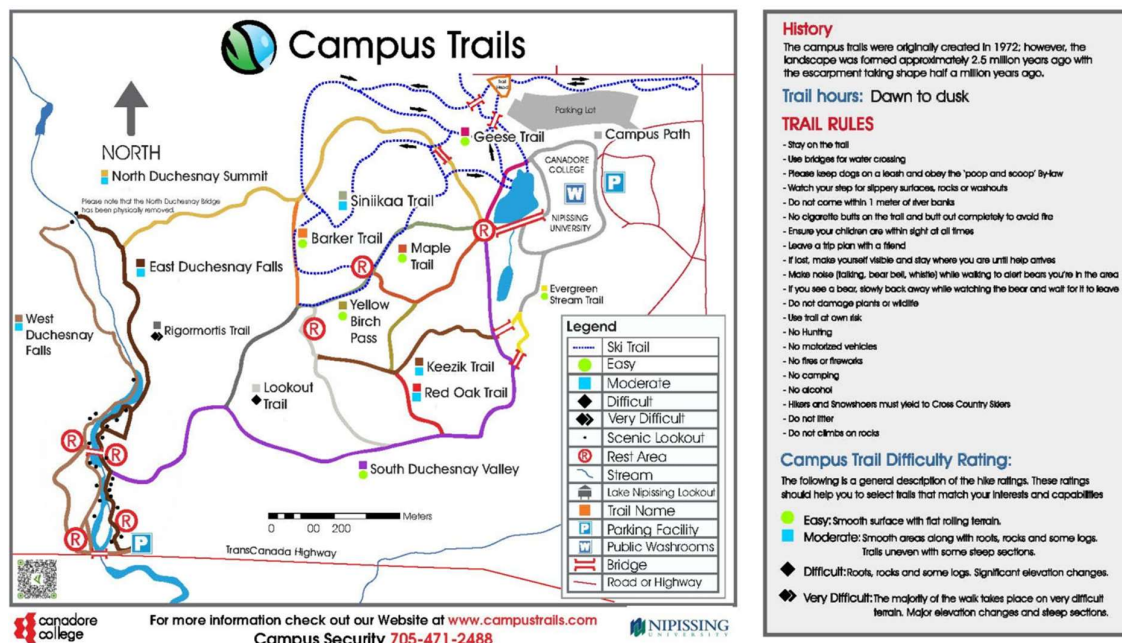 Campus Trails
NORTH
North Duchesnay Summit
Please note that the North Duchesnay Bridge
has been physically removed.
Parking Lot
Geese Trail
Campus Path
CANADORE
COLLEGE
W
P
NIPISSING
UNIVERSITY
Siniikaa Trail
Barker Trail
Maple
Trail
R
R
East Duchesnay Falls
Evergreen
Stream Trail
Yellow
Birch
Pass
West
Duchesnay
Falls
Rigormortis Trail
R
Keezik Trail
Lookout
Trail
Red Oak Trail
South Duchesnay Valley
R
R
R
R
P
00 200 Meters
TransCanada Highway
Legend
Ski Trail
Easy
Moderate
Difficult
Very Difficult
Scenic Lookout
R Rest Area
Stream
Lake Nipissing Lookout
Trail Name
P Parking Facility
W Public Washrooms
Bridge
Road or Highway
canadore
college
For more information check out our Website at www.campustrails.com
Campus Security 705-471-2488
NIPISSING
UNIVERSITY
History
The campus trails were originally created in 1972; however, the
landscape was formed approximately 2.5 million years ago with
the escarpment taking shape half a million years ago.
Trail hours: Dawn to dusk
TRAIL RULES
- Stay on the trail
- Use bridges for water crossing
- Please keep dogs on a leash and obey the 'poop and scoop' By-law
- Watch your step for slippery surfaces, rocks or washouts
- Do not come within 1 meter of river banks
- No cigarette butts on the trail and butt out completely to avoid fire
- Ensure your children are within sight at all times
- Leave a trip plan with a friend
- If lost, make yourself visible and stay where you are until help arrives
- Make noise (talking, bear bell, whistle) while walking to alert bears you're in the area
- If you see a bear, slowly back away while watching the bear and wait for it to leave
- Do not damage plants or wildlife
- Use trail at own risk
- No Hunting
- No motorized vehicles
- No fires or fireworks
- No camping
- No alcohol
- Hikers and Snowshoers must yield to Cross Country Skiers
- Do not litter
- Do not climbs on rocks
Campus Trail Difficulty Rating:
The following is a general description of the hike ratings. These ratings
should help you to select trails that match your interests and capabilities
Easy: Smooth surface with flat rolling terrain.
Moderate: Smooth areas along with roots, rocks and some logs.
Trails uneven with some steep sections.
Difficult: Roots, rocks and some logs. Significant elevation changes.
Very Difficult: The majority of the walk takes place on very difficult
terrain. Major elevation changes and steep sections.